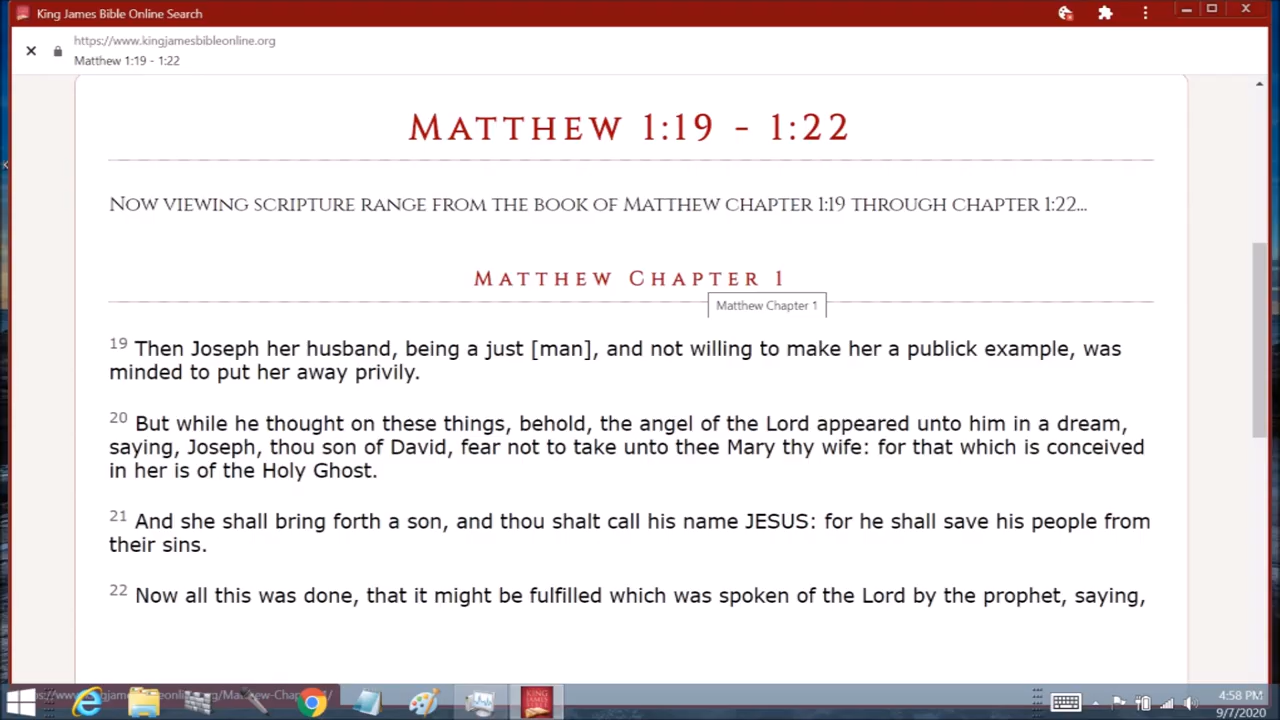 King James Bible Online Search
https://www.kingjamesbibleonline.org
Matthew 1:19 - 1:22
MATTHEW 1:19 - 1:22
NOW VIEWING SCRIPTURE RANGE FROM THE BOOK OF MATTHEW CHAPTER 1:19 THROUGH CHAPTER 1:22...
MATTHEW CHAPTER 1
Matthew Chapter 1
19 Then Joseph her husband, being a just [man], and not willing to make her a publick example, was
minded to put her away privily.
20 But while he thought on these things, behold, the angel of the Lord appeared unto him in a dream,
saying, Joseph, thou son of David, fear not to take unto thee Mary thy wife: for that which is conceived
in her is of the Holy Ghost.
21 And she shall bring forth a son, and thou shalt call his name JESUS: for he shall save his people from
their sins.
22 Now all this was done, that it might be fulfilled which was spoken of the Lord by the prophet, saying,
KING JAMES BIBLE
4:58 PM
9/7/2020